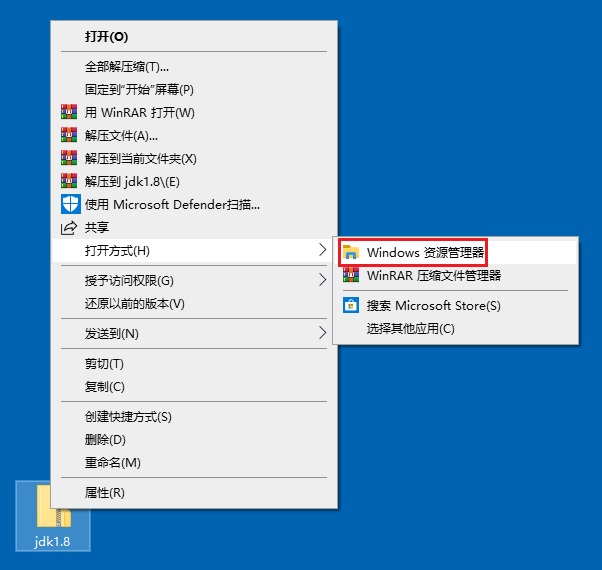 打开(O)
全部解压缩(T)...
固定到"开始"屏幕(P)
用 WinRAR 打开(W)
解压文件(A)...
解压到当前文件夹(X)
解压到 jdk1.8\(E)
使用 Microsoft Defender扫描...
共享
打开方式(H)
授予访问权限(G)
还原以前的版本(V)
发送到(N)
剪切(T)
复制(C)
创建快捷方式(S)
删除(D)
重命名(M)
属性(R)
Windows 资源管理器
WinRAR 压缩文件管理器
搜索 Microsoft Store(S)
选择其他应用(C)
jdk1.8